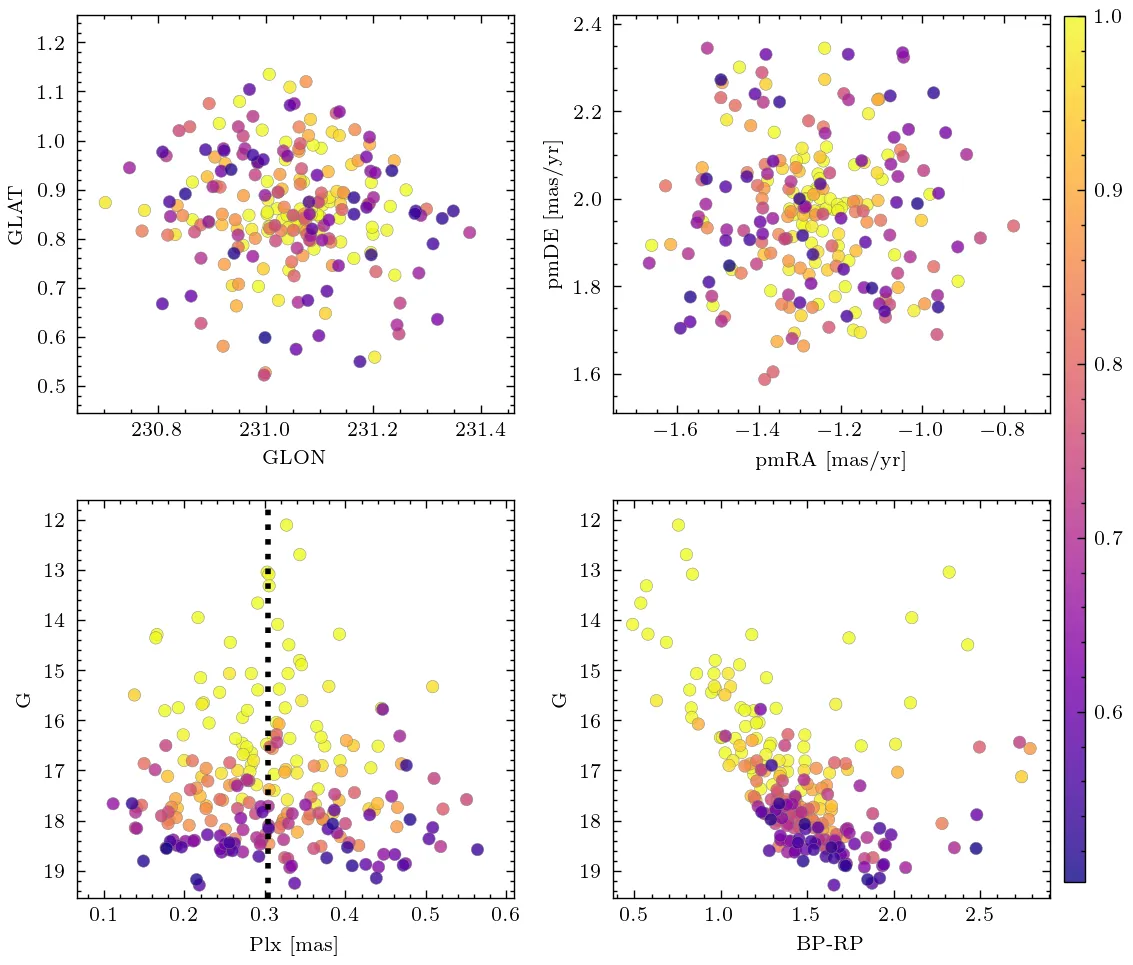 1.2
1.1
1.0
0.9
0.8
0.7
0.6
0.5
GLAT
230.8 231.0 231.2 231.4
GLON
2.4
2.2
2.0
1.8
1.6
pmDE [mas/yr]
−1.6 −1.4 −1.2 −1.0 −0.8
pmRA [mas/yr]
1.0
0.9
0.8
0.7
0.6
12
13
14
15
16
17
18
19
G
0.1 0.2 0.3 0.4 0.5 0.6
Plx [mas]
12
13
14
15
16
17
18
19
G
0.5 1.0 1.5 2.0 2.5
BP-RP